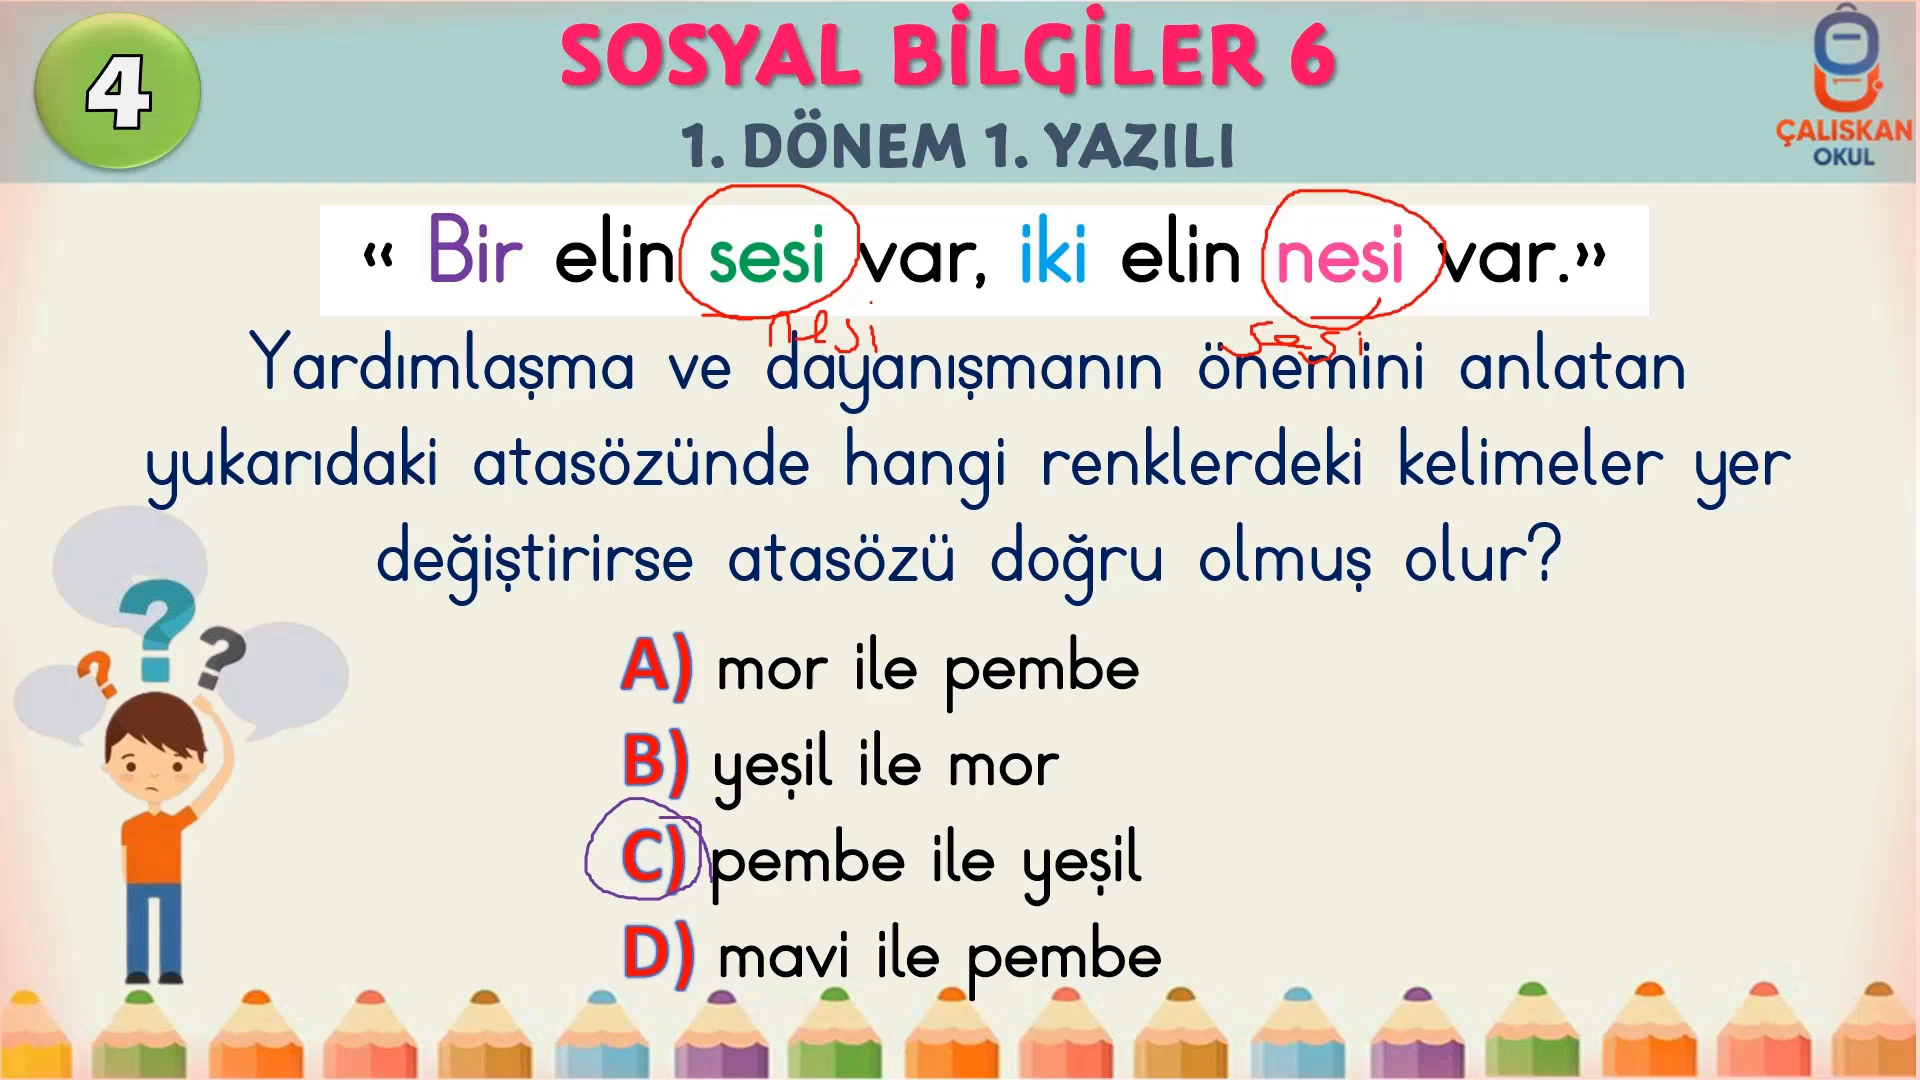 4
SOSYAL BİLGİLER 6
1. DÖNEM 1. YAZILI
ÇALISKAN
OKUL
« Bir elin sesi var, iki elin nesi var.»
nesi sesi
Yardımlaşma ve dayanışmanın önemini anlatan
yukarıdaki atasözünde hangi renklerdeki kelimeler yer
değiştirirse atasözü doğru olmuş olur?
? ? ?
A) mor ile pembe
B) yeşil ile mor
C) pembe ile yeşil
D) mavi ile pembe